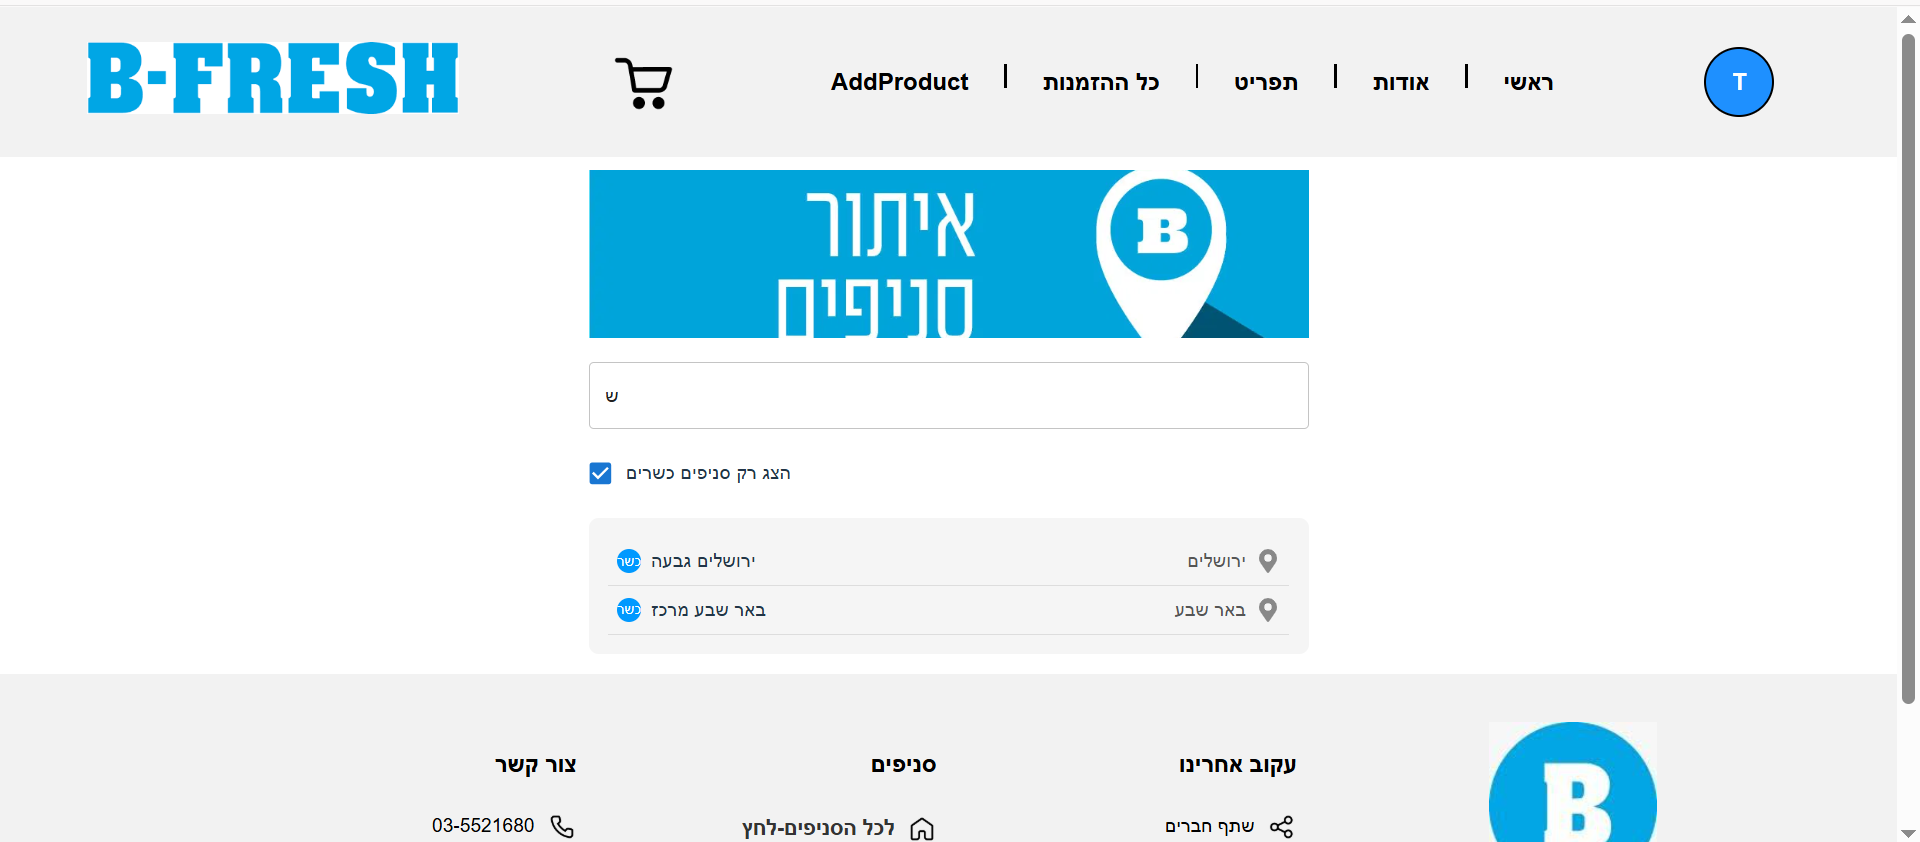 B-FRESH
T
ראשי | אודות | תפריט | כל ההזמנות | AddProduct
B
איתור
סניפים
ש
הצג רק סניפים כשרים
ירושלים
ירושלים גבעה כשר
באר שבע
באר שבע מרכז כשר
B
עקוב אחרינו
שתף חברים
סניפים
לכל הסניפים-לחץ
צור קשר
03-5521680